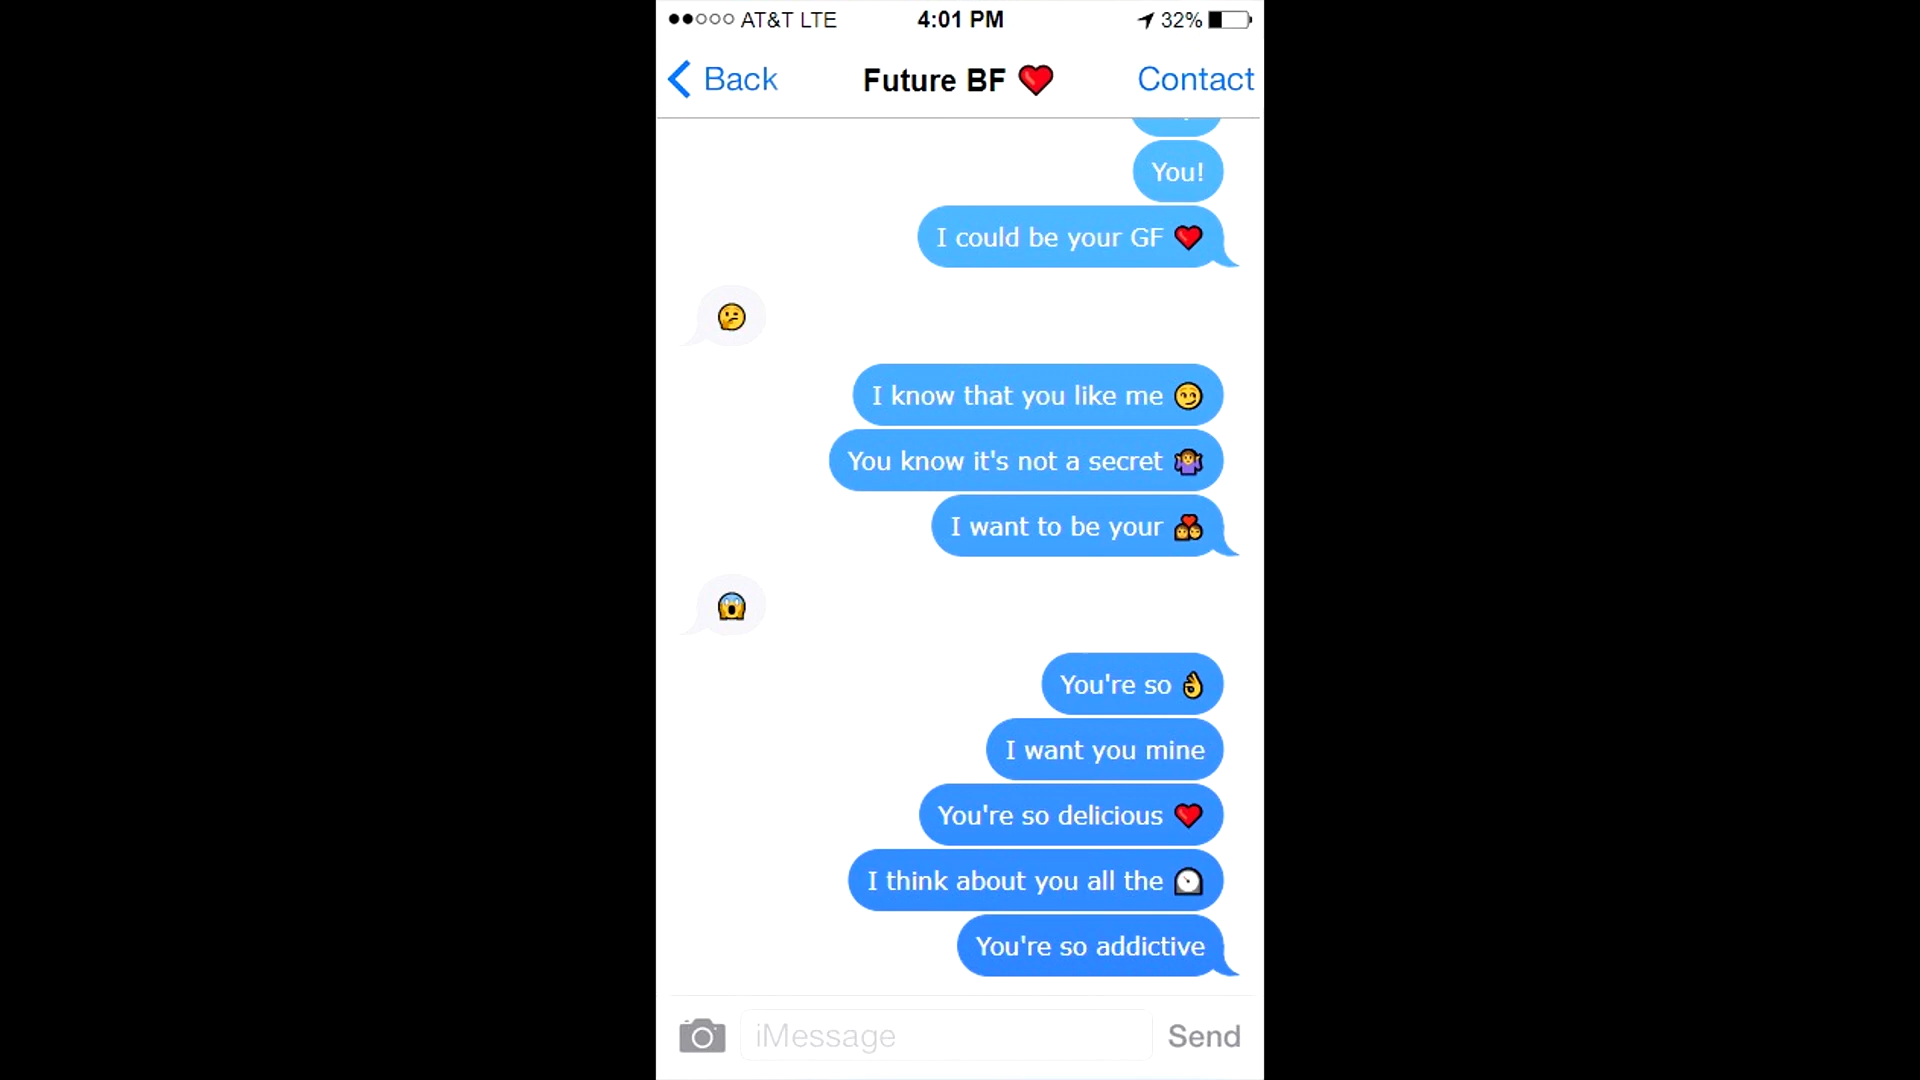 AT&T LTE 4:01 PM 32%
Back Future BF ❤️ Contact
You!
I could be your GF ❤️
🤔
I know that you like me 😏
You know it's not a secret 🤷‍♀️
I want to be your 💑
😱
You're so 👌
I want you mine
You're so delicious ❤️
I think about you all the 🕰️
You're so addictive
iMessage Send